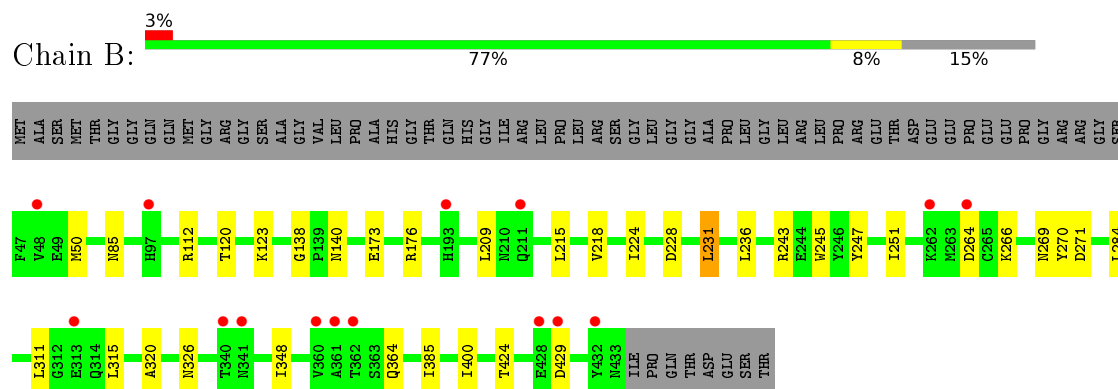 3%
Chain B:
77% 8% 15%
MET ALA SER MET THR GLY GLY GLN GLN MET GLY ARG GLY SER ALA GLY VAL LEU PRO ALA HIS GLY THR GLN HIS GLY ILE ARG LEU PRO LEU ARG SER GLY LEU GLY GLY ALA PRO LEU GLY LEU ARG LEU PRO ARG GLU THR ASP GLU GLU PRO GLU GLU PRO GLY ARG ARG GLY SER
F47 V48 E49 M50 N85 H97 R112 T120 K123 G138 P139 N140 E173 R176 H193 L209 N210 Q211 L215 V218 I224 D228 L231 L236 R243 E244 W245 Y246 Y247 I251 K262 M263 D264 C265 K266 N269 Y270 D271 L284
L311 G312 E313 Q314 L315 A320 N326 T340 N341 I348 V360 A361 T362 S363 Q364 I385 I400 T424 E428 D429 Y432 N433 ILE PRO GLN THR ASP GLU SER THR